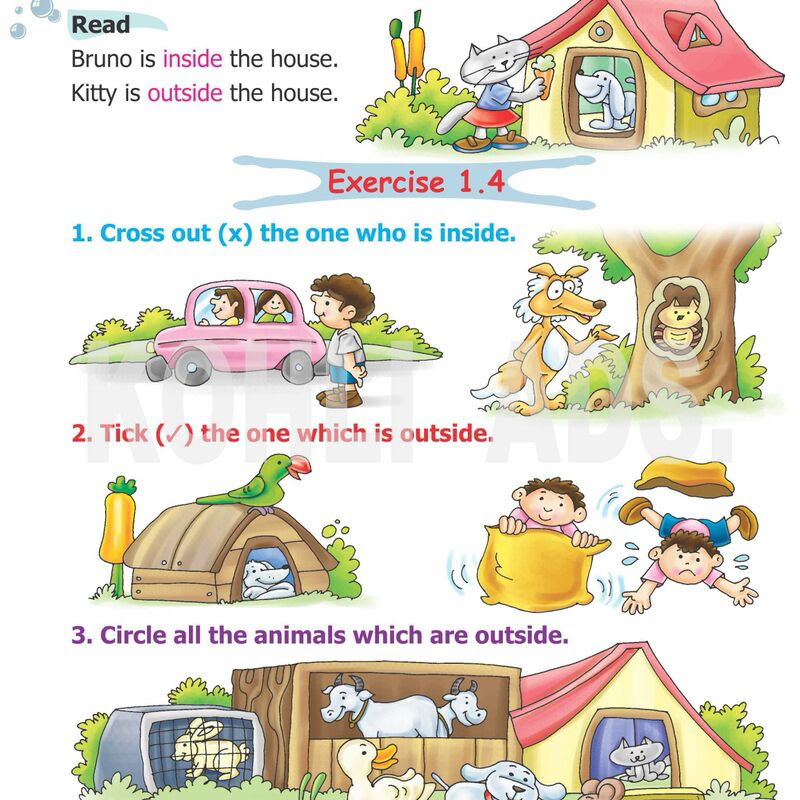 Read
Bruno is inside the house.
Kitty is outside the house.
Exercise 1.4
1. Cross out (x) the one who is inside.
KOHLI ADS.
2. Tick (✓) the one which is outside.
3. Circle all the animals which are outside.